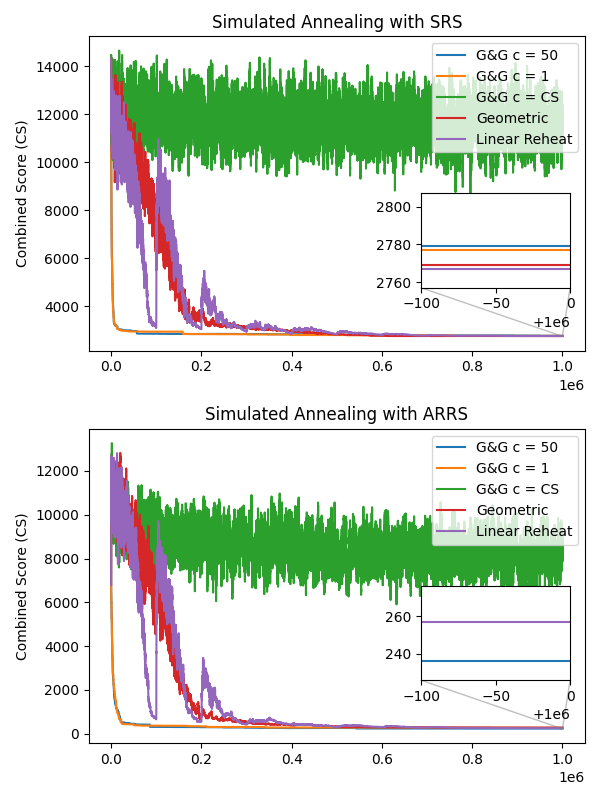 Simulated Annealing with SRS
G&G c = 50
G&G c = 1
G&G c = CS
Geometric
Linear Reheat
Combined Score (CS)
14000
12000
10000
8000
6000
4000
2800
2780
2760
−100
−50
0
+1e6
0.0
0.2
0.4
0.6
0.8
1.0
1e6
Simulated Annealing with ARRS
G&G c = 50
G&G c = 1
G&G c = CS
Geometric
Linear Reheat
Combined Score (CS)
12000
10000
8000
6000
4000
2000
0
260
240
−100
−50
0
+1e6
0.0
0.2
0.4
0.6
0.8
1.0
1e6